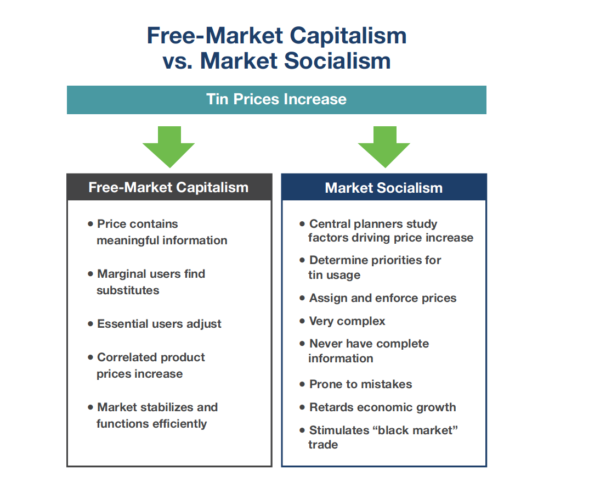 Free-Market Capitalism
vs. Market Socialism
Tin Prices Increase
Free-Market Capitalism
• Price contains
meaningful information
• Marginal users find
substitutes
• Essential users adjust
• Correlated product
prices increase
• Market stabilizes and
functions efficiently
Market Socialism
• Central planners study
factors driving price increase
• Determine priorities for
tin usage
• Assign and enforce prices
• Very complex
• Never have complete
information
• Prone to mistakes
• Retards economic growth
• Stimulates “black market”
trade